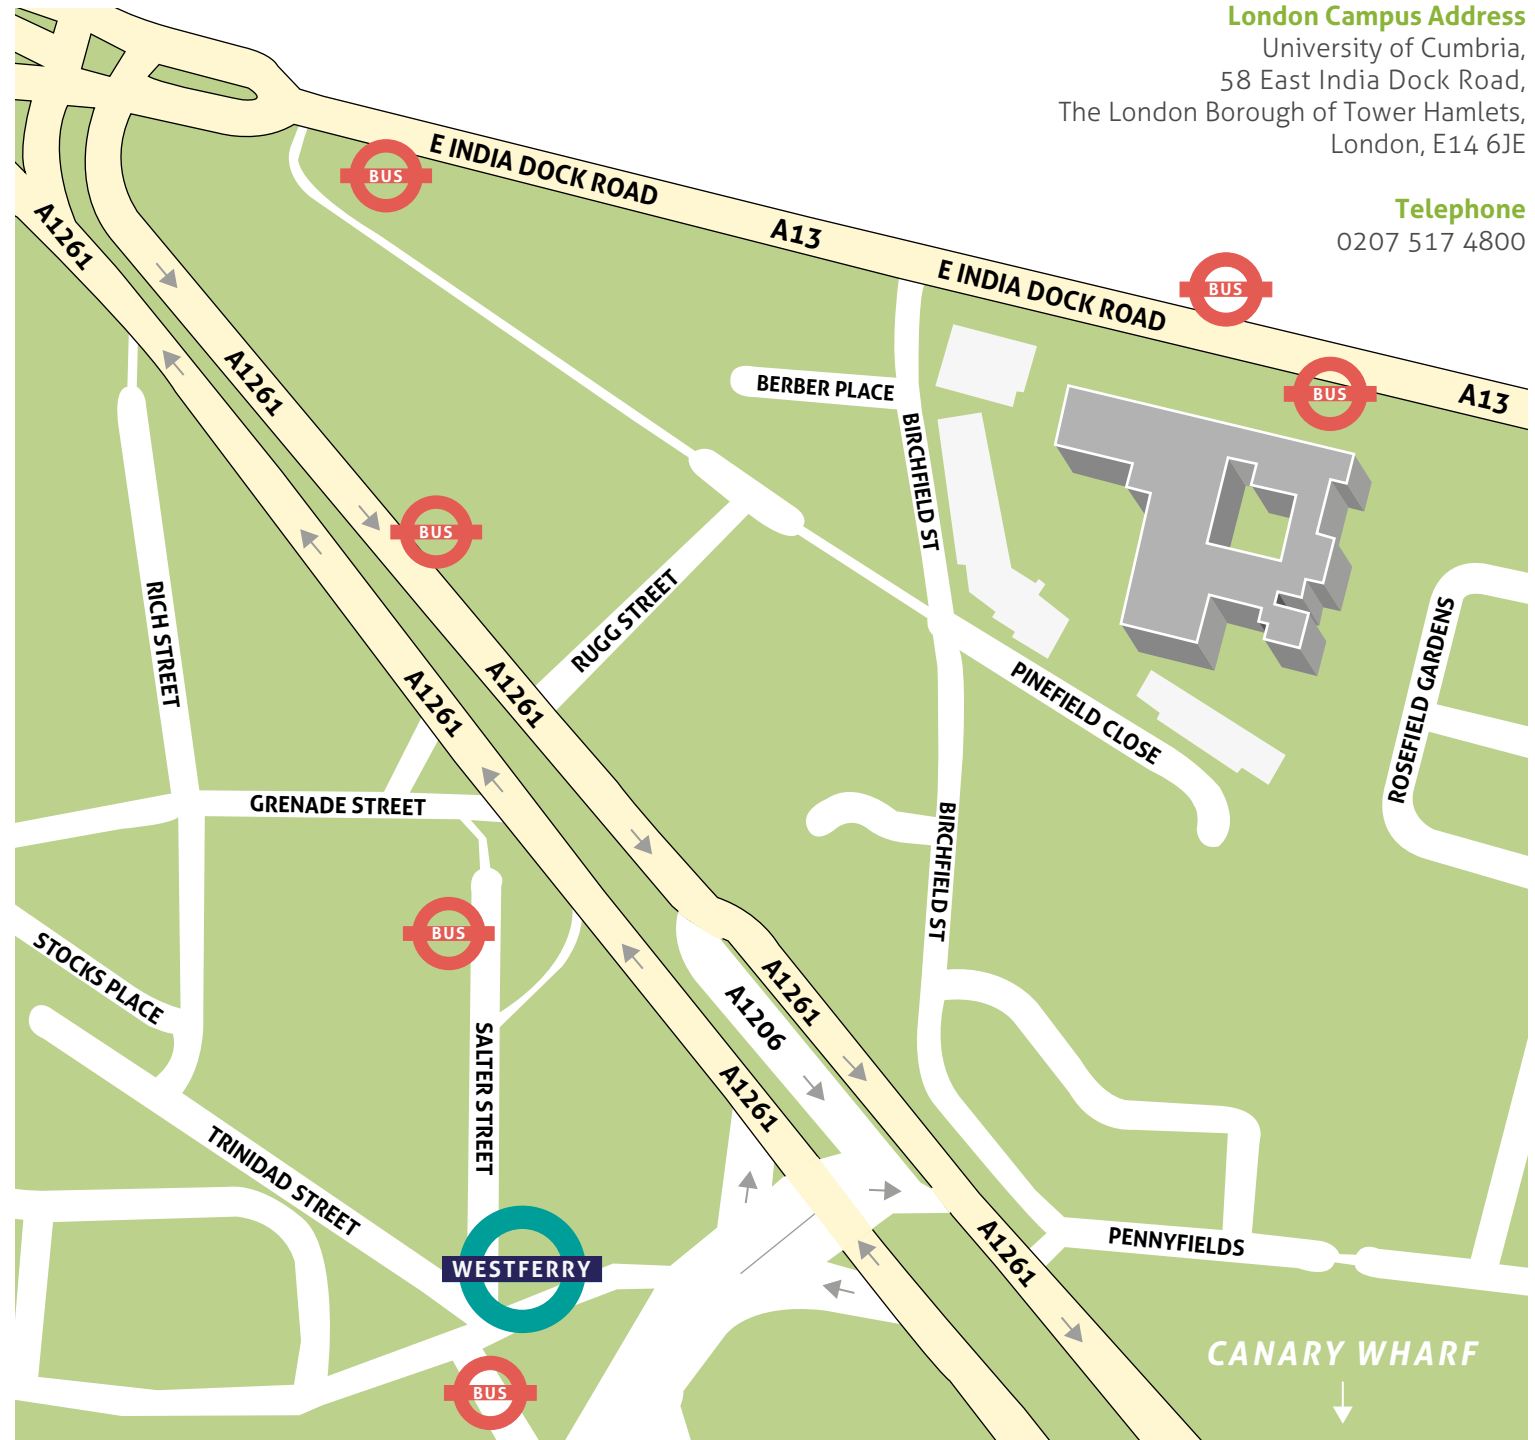 London Campus Address
University of Cumbria,
58 East India Dock Road,
The London Borough of Tower Hamlets,
London, E14 6JE
Telephone
0207 517 4800
E INDIA DOCK ROAD
BUS
A13
A1261
E INDIA DOCK ROAD
BUS
A1261
BERBER PLACE
BUS
A13
BIRCHFIELD ST
BUS
RICH STREET
RUGG STREET
A1261
A1261
PINEFIELD CLOSE
ROSEFIELD GARDENS
GRENADE STREET
BIRCHFIELD ST
BUS
STOCKS PLACE
A1261
A1206
SALTER STREET
A1261
TRINIDAD STREET
PENNYFIELDS
A1261
WESTFERRY
CANARY WHARF
BUS